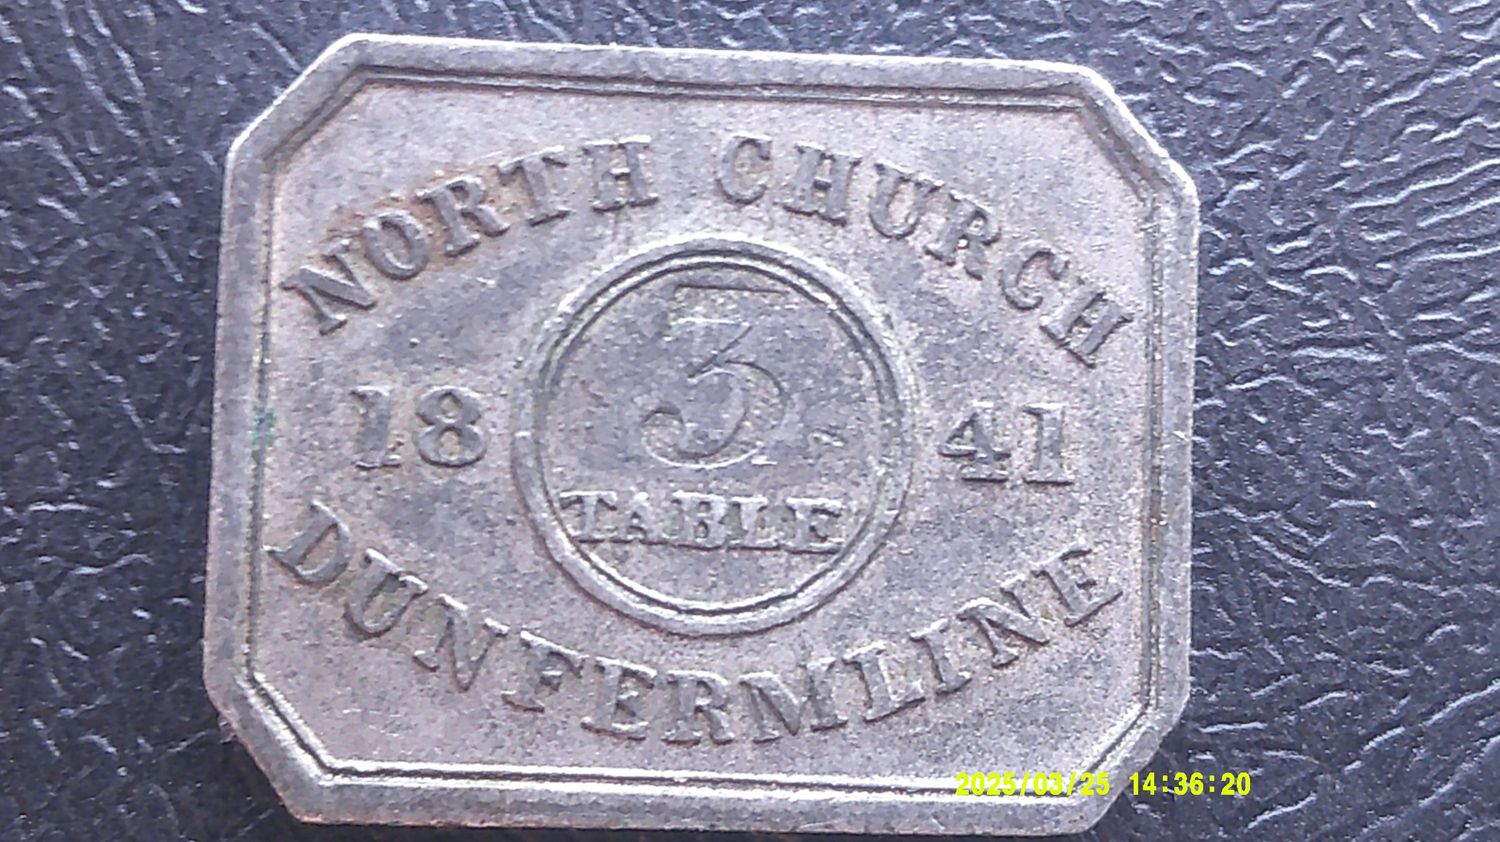 NORTH CHURCH
18 41
3
TABLE
DUNFERMLINE
2025/03/25 14:36:20